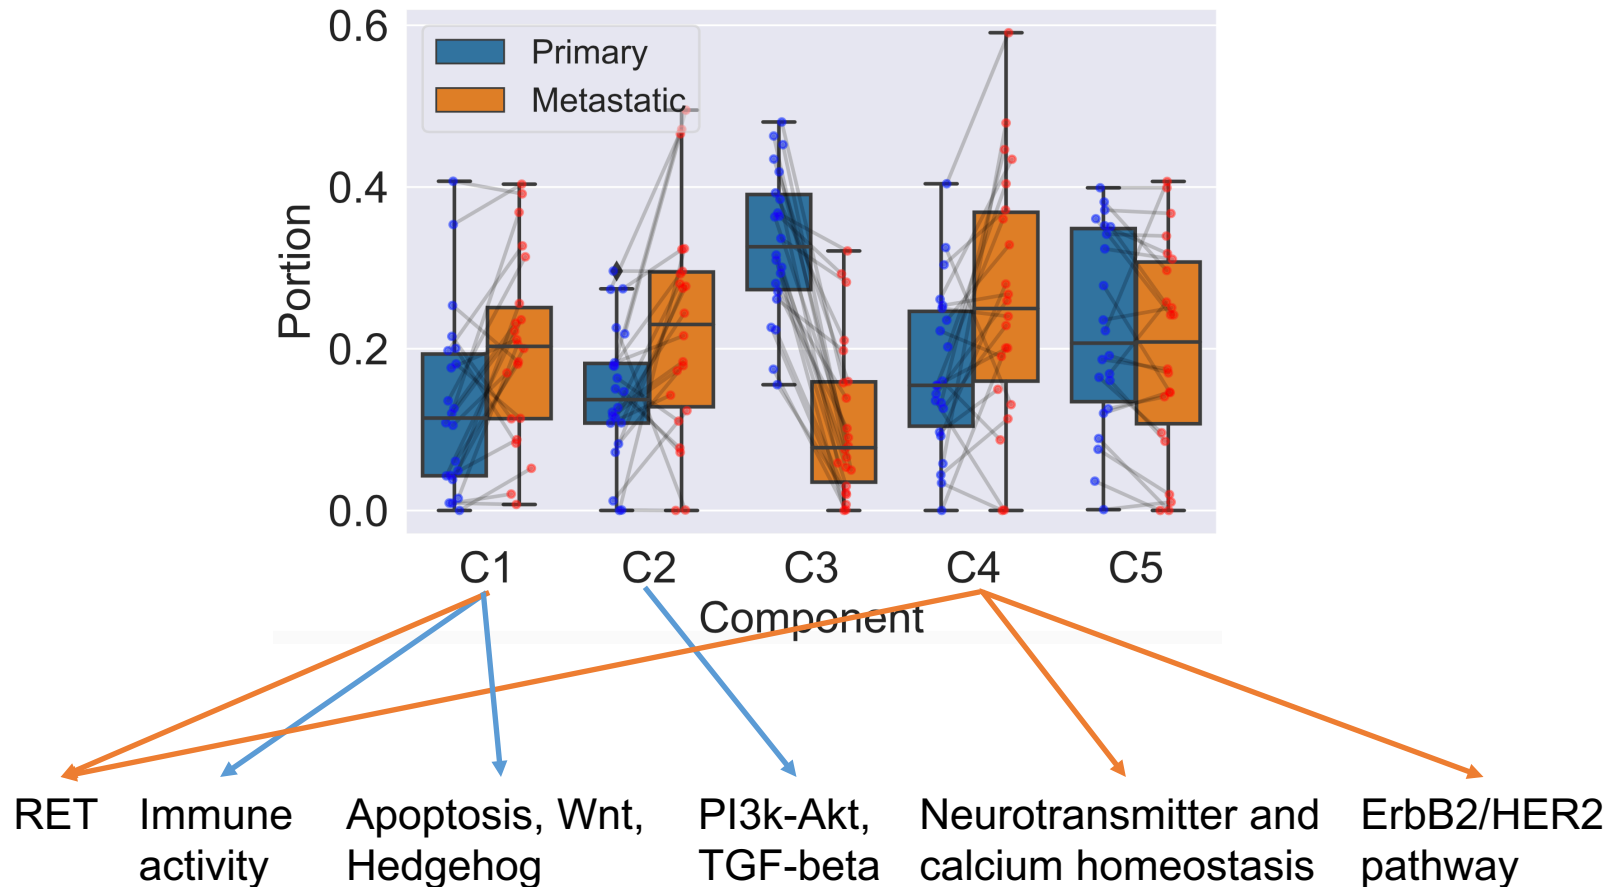 0.6
Primary
Metastatic
0.4
Portion
0.2
0.0
C1 C2 C3 C4 C5
Component
RET Immune Apoptosis, Wnt, PI3k-Akt, Neurotransmitter and ErbB2/HER2
activity Hedgehog TGF-beta calcium homeostasis pathway